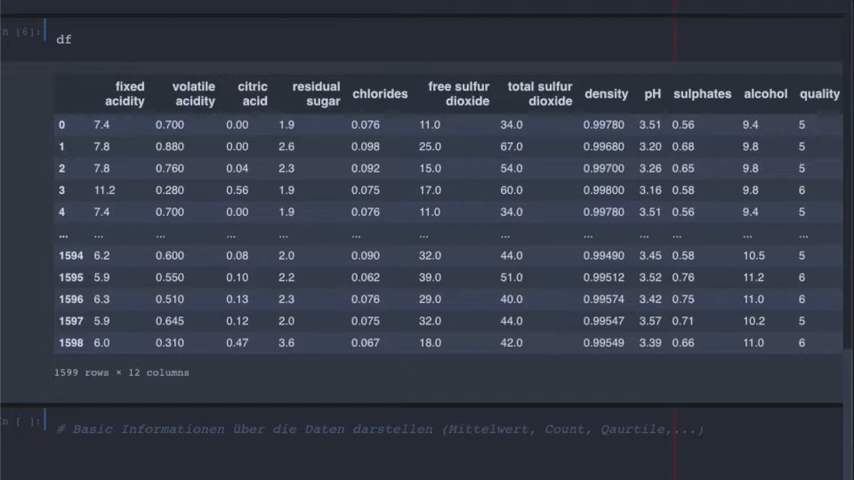 n [6]:
df
fixed acidity volatile acidity citric acid residual sugar chlorides free sulfur dioxide total sulfur dioxide density pH sulphates alcohol quality
0 7.4 0.700 0.00 1.9 0.076 11.0 34.0 0.99780 3.51 0.56 9.4 5
1 7.8 0.880 0.00 2.6 0.098 25.0 67.0 0.99680 3.20 0.68 9.8 5
2 7.8 0.760 0.04 2.3 0.092 15.0 54.0 0.99700 3.26 0.65 9.8 5
3 11.2 0.280 0.56 1.9 0.075 17.0 60.0 0.99800 3.16 0.58 9.8 6
4 7.4 0.700 0.00 1.9 0.076 11.0 34.0 0.99780 3.51 0.56 9.4 5
... ... ... ... ... ... ... ... ... ... ... ... ...
1594 6.2 0.600 0.08 2.0 0.090 32.0 44.0 0.99490 3.45 0.58 10.5 5
1595 5.9 0.550 0.10 2.2 0.062 39.0 51.0 0.99512 3.52 0.76 11.2 6
1596 6.3 0.510 0.13 2.3 0.076 29.0 40.0 0.99574 3.42 0.75 11.0 6
1597 5.9 0.645 0.12 2.0 0.075 32.0 44.0 0.99547 3.57 0.71 10.2 5
1598 6.0 0.310 0.47 3.6 0.067 18.0 42.0 0.99549 3.39 0.66 11.0 6
1599 rows × 12 columns
n [ ]:
# Basic Informationen über die Daten darstellen (Mittelwert, Count, Qaurtile,...)